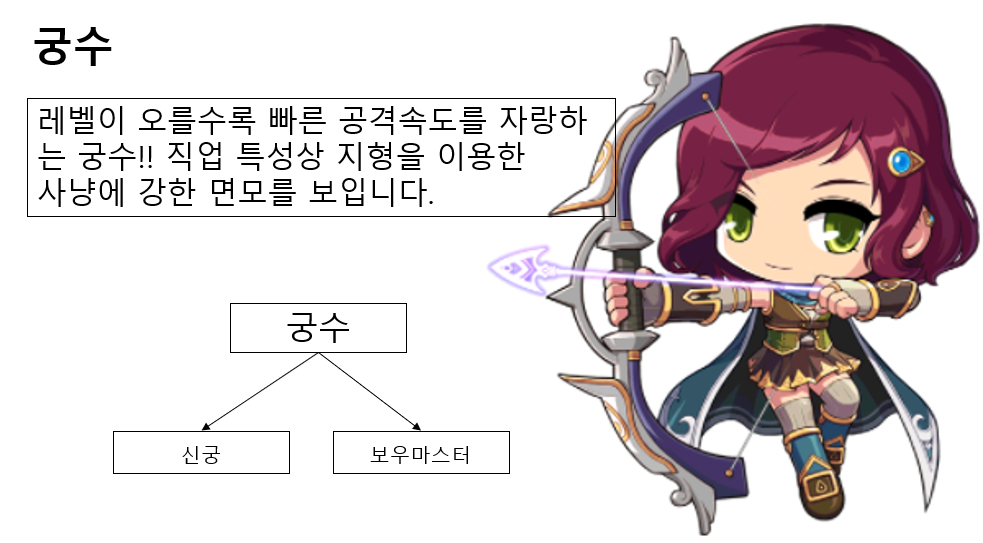 궁수
레벨이 오를수록 빠른 공격속도를 자랑하
는 궁수!! 직업 특성상 지형을 이용한
사냥에 강한 면모를 보입니다.
궁수
신궁
보우마스터